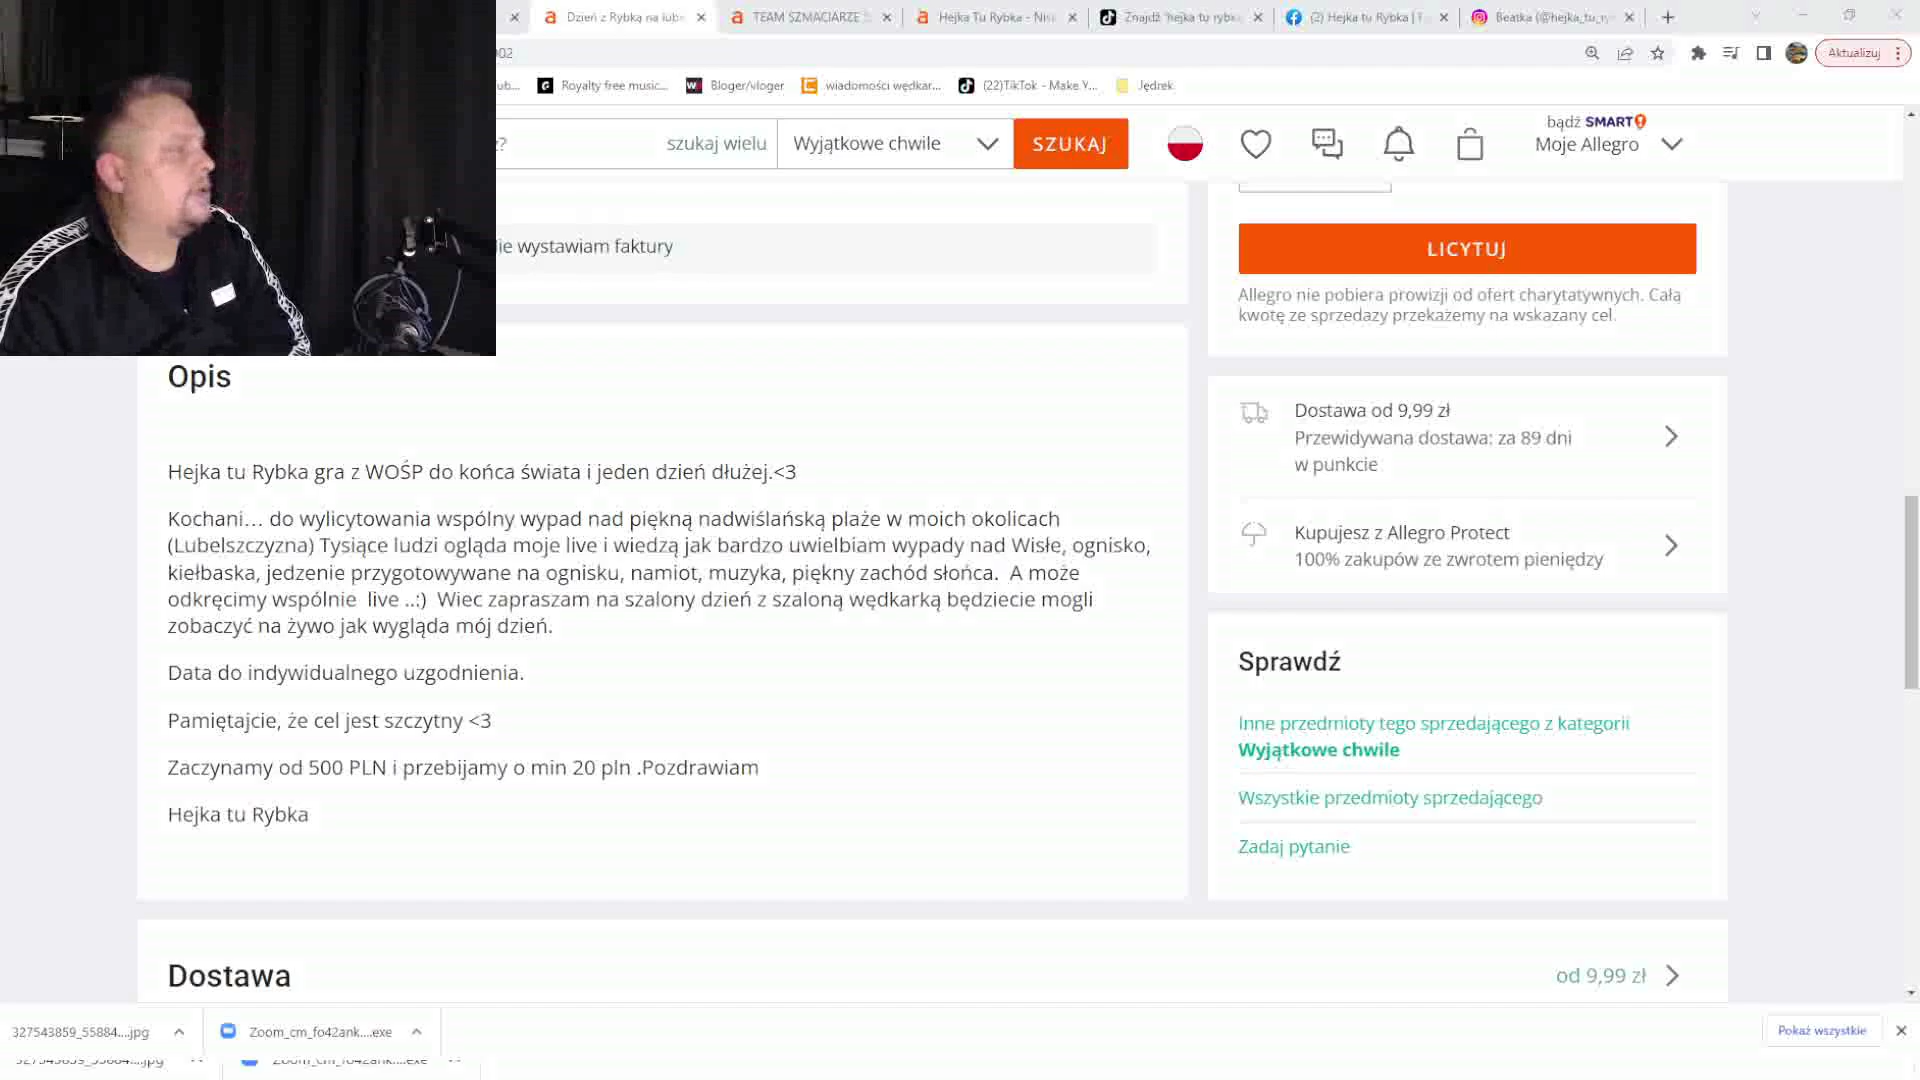 Dzień z Rybką na lub
TEAM SZMACIARZE
Hejka Tu Rybka - Nis
Znajdź "hejka tu rybk
(2) Hejka tu Rybka | F
Beatka (@hejka_tu_ry
Aktualizuj
Royalty free music...
Bloger/vloger
wiadomości wędkar...
(22)TikTok - Make Y...
Jędrek
szukaj wielu
Wyjątkowe chwile
SZUKAJ
bądź SMART!
Moje Allegro
ie wystawiam faktury
LICYTUJ
Allegro nie pobiera prowizji od ofert charytatywnych. Całą
kwotę ze sprzedaży przekażemy na wskazany cel.
Opis
Hejka tu Rybka gra z WOŚP do końca świata i jeden dzień dłużej.<3
Kochani… do wylicytowania wspólny wypad nad piękną nadwiślańską plaże w moich okolicach
(Lubelszczyzna) Tysiące ludzi ogląda moje live i wiedzą jak bardzo uwielbiam wypady nad Wisłe, ognisko,
kiełbaska, jedzenie przygotowywane na ognisku, namiot, muzyka, piękny zachód słońca.  A może
odkręcimy wspólnie  live ..:)  Wiec zapraszam na szalony dzień z szaloną wędkarką będziecie mogli
zobaczyć na żywo jak wygląda mój dzień.
Data do indywidualnego uzgodnienia.
Pamiętajcie, że cel jest szczytny <3
Zaczynamy od 500 PLN i przebijamy o min 20 pln .Pozdrawiam
Hejka tu Rybka
Dostawa od 9,99 zł
Przewidywana dostawa: za 89 dni
w punkcie
Kupujesz z Allegro Protect
100% zakupów ze zwrotem pieniędzy
Sprawdź
Inne przedmioty tego sprzedającego z kategorii
Wyjątkowe chwile
Wszystkie przedmioty sprzedającego
Zadaj pytanie
Dostawa
od 9,99 zł
327543859_55884....jpg
Zoom_cm_fo42ank....exe
Pokaż wszystkie